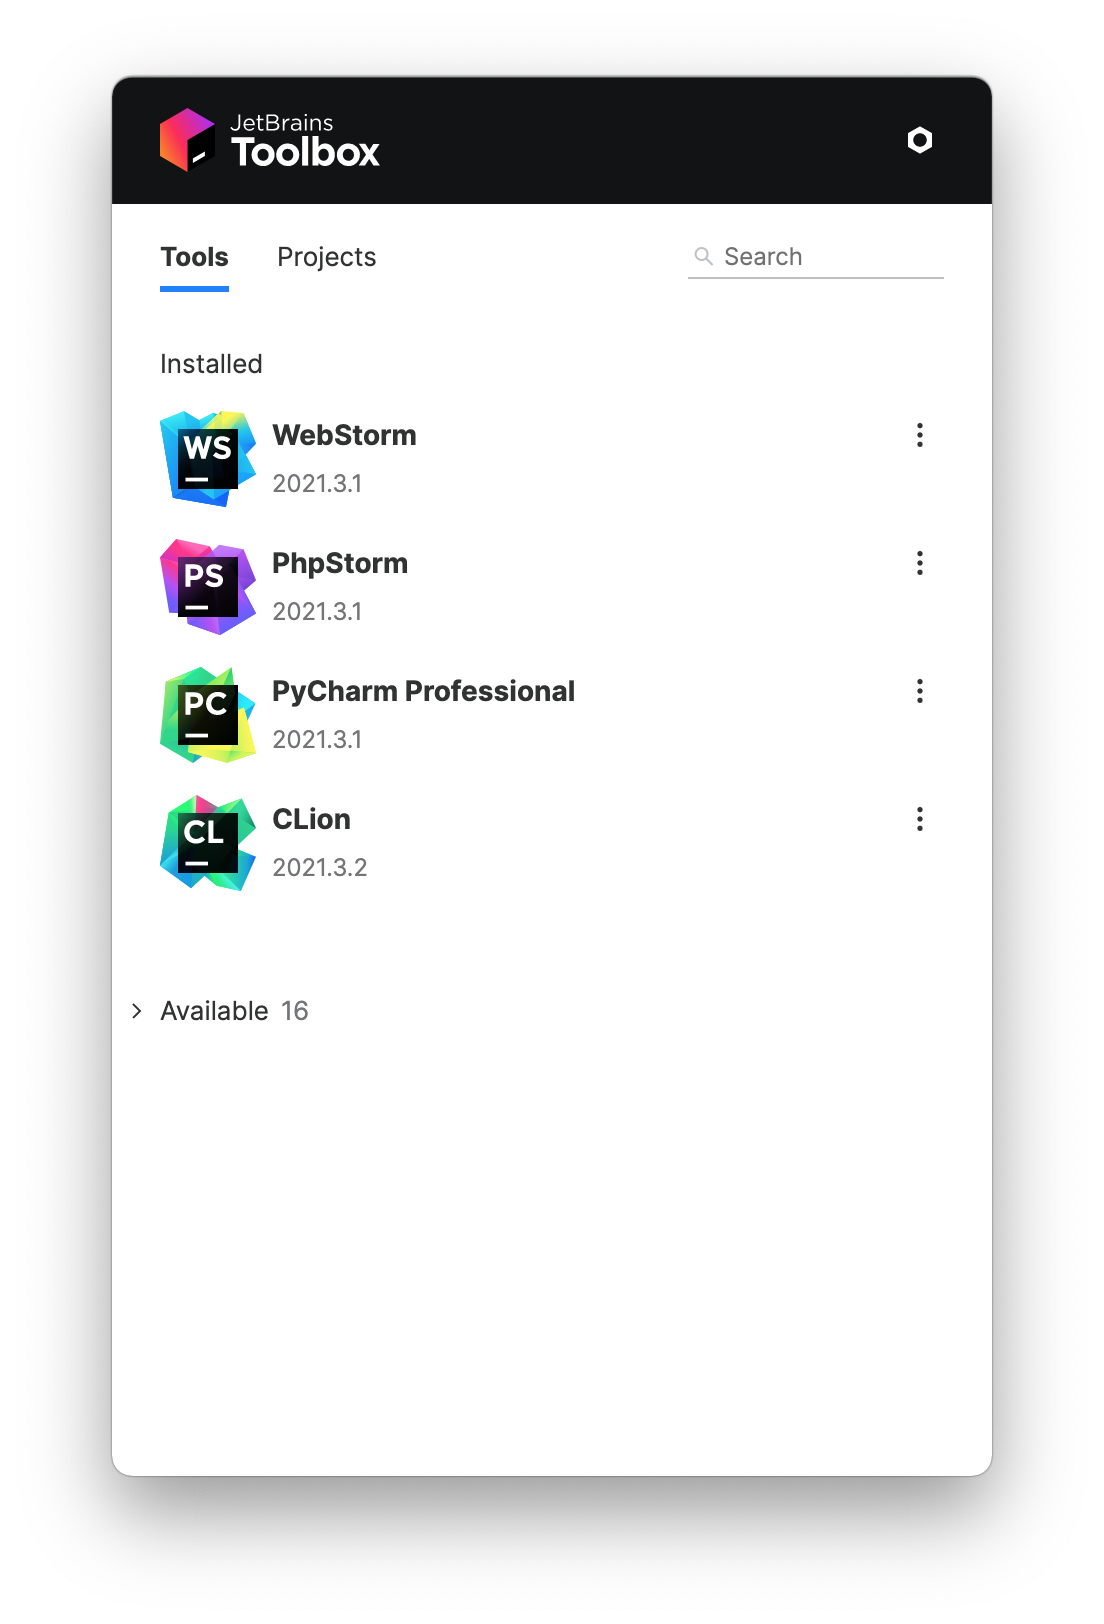 JetBrains
Toolbox
Tools Projects Search
Installed
WS
WebStorm
2021.3.1
PS
PhpStorm
2021.3.1
PC
PyCharm Professional
2021.3.1
CL
CLion
2021.3.2
Available 16